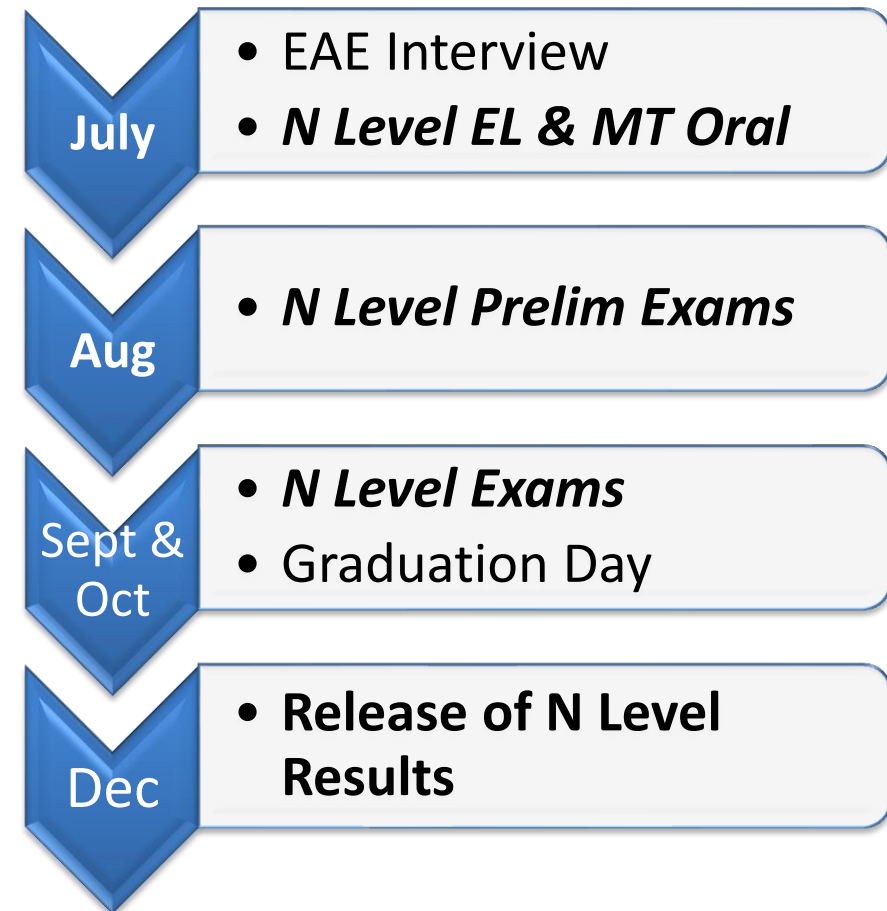 July
• EAE Interview
• N Level EL & MT Oral
Aug
• N Level Prelim Exams
Sept &
Oct
• N Level Exams
• Graduation Day
Dec
• Release of N Level
Results